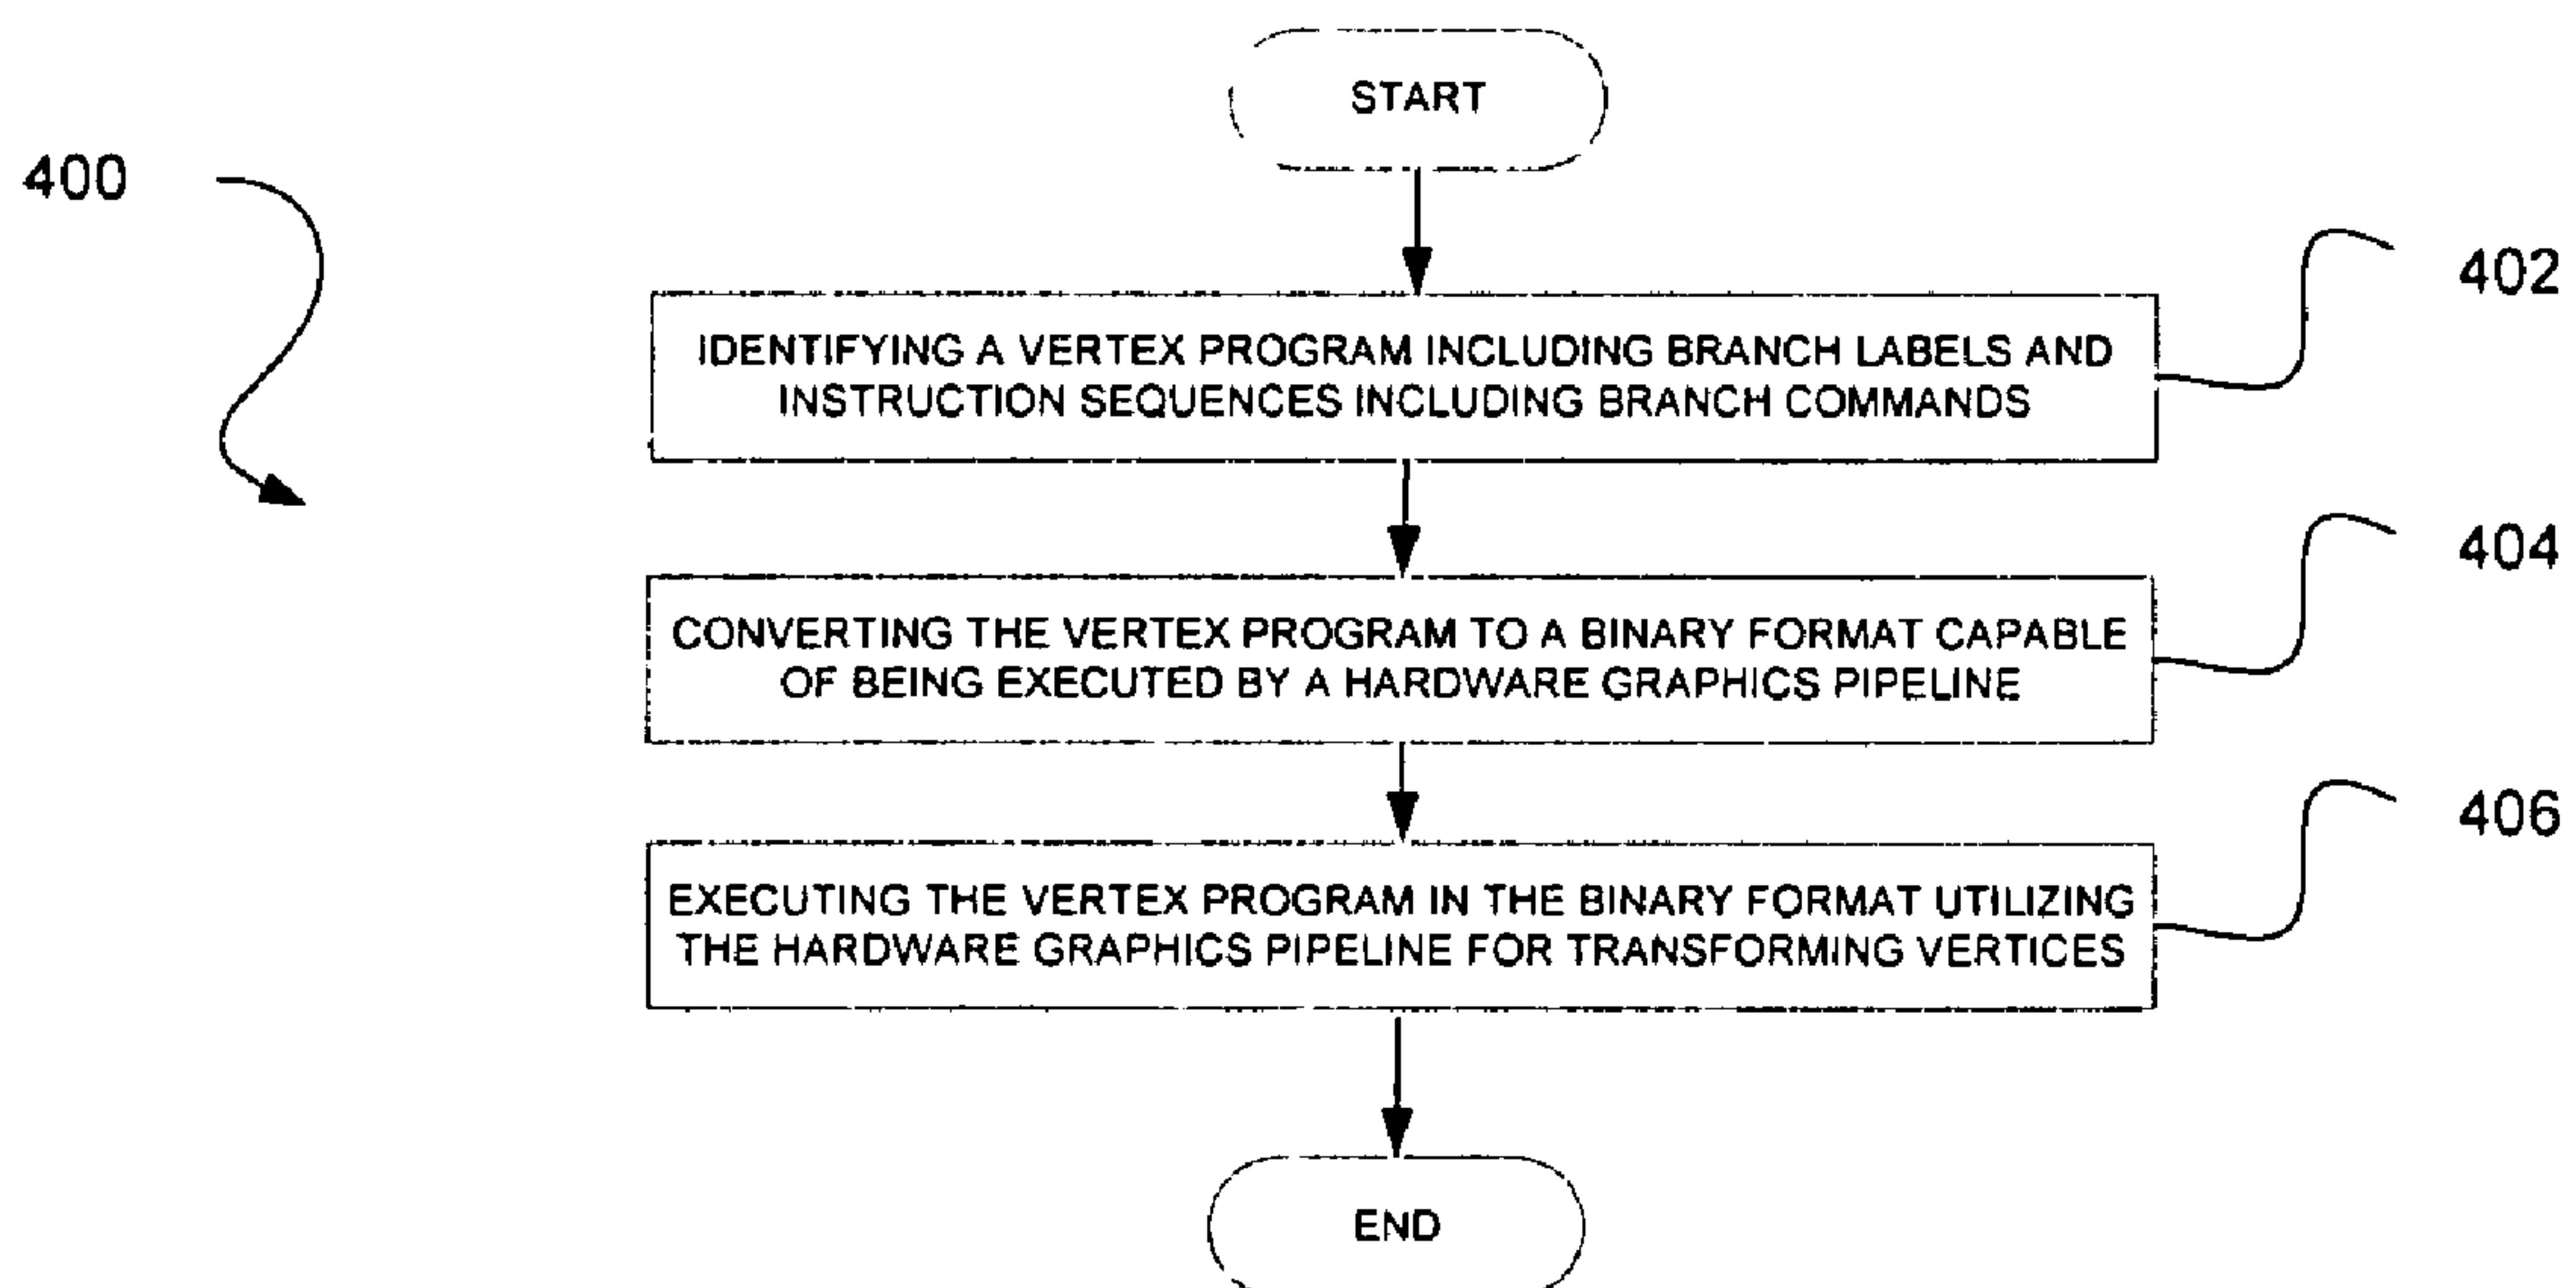 START
400
402
IDENTIFYING A VERTEX PROGRAM INCLUDING BRANCH LABELS AND
INSTRUCTION SEQUENCES INCLUDING BRANCH COMMANDS
404
CONVERTING THE VERTEX PROGRAM TO A BINARY FORMAT CAPABLE
OF BEING EXECUTED BY A HARDWARE GRAPHICS PIPELINE
406
EXECUTING THE VERTEX PROGRAM IN THE BINARY FORMAT UTILIZING
THE HARDWARE GRAPHICS PIPELINE FOR TRANSFORMING VERTICES
END